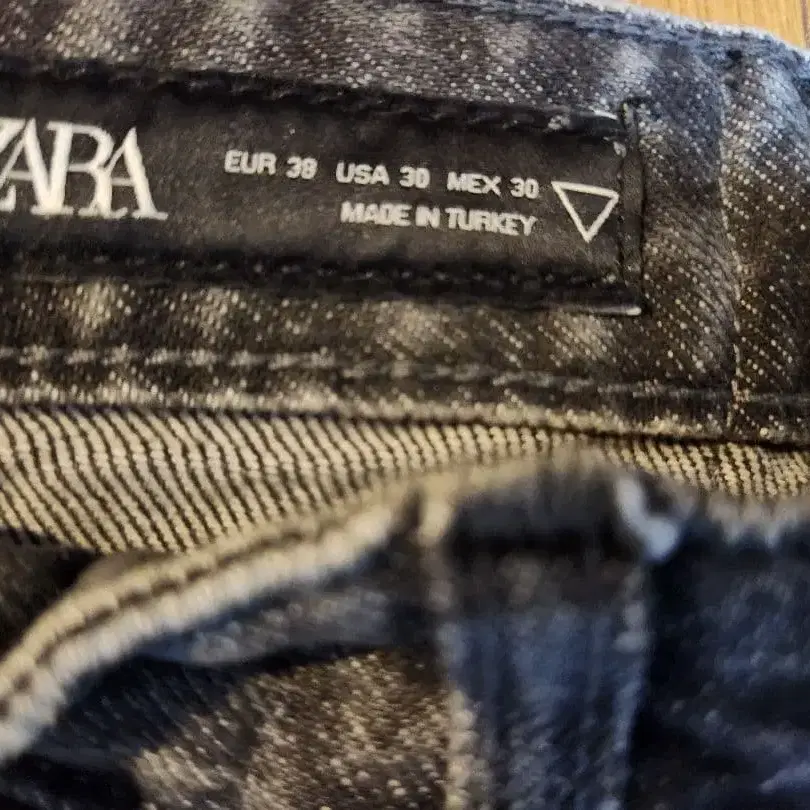 ZARA
EUR 38 USA 30 MEX 30
MADE IN TURKEY